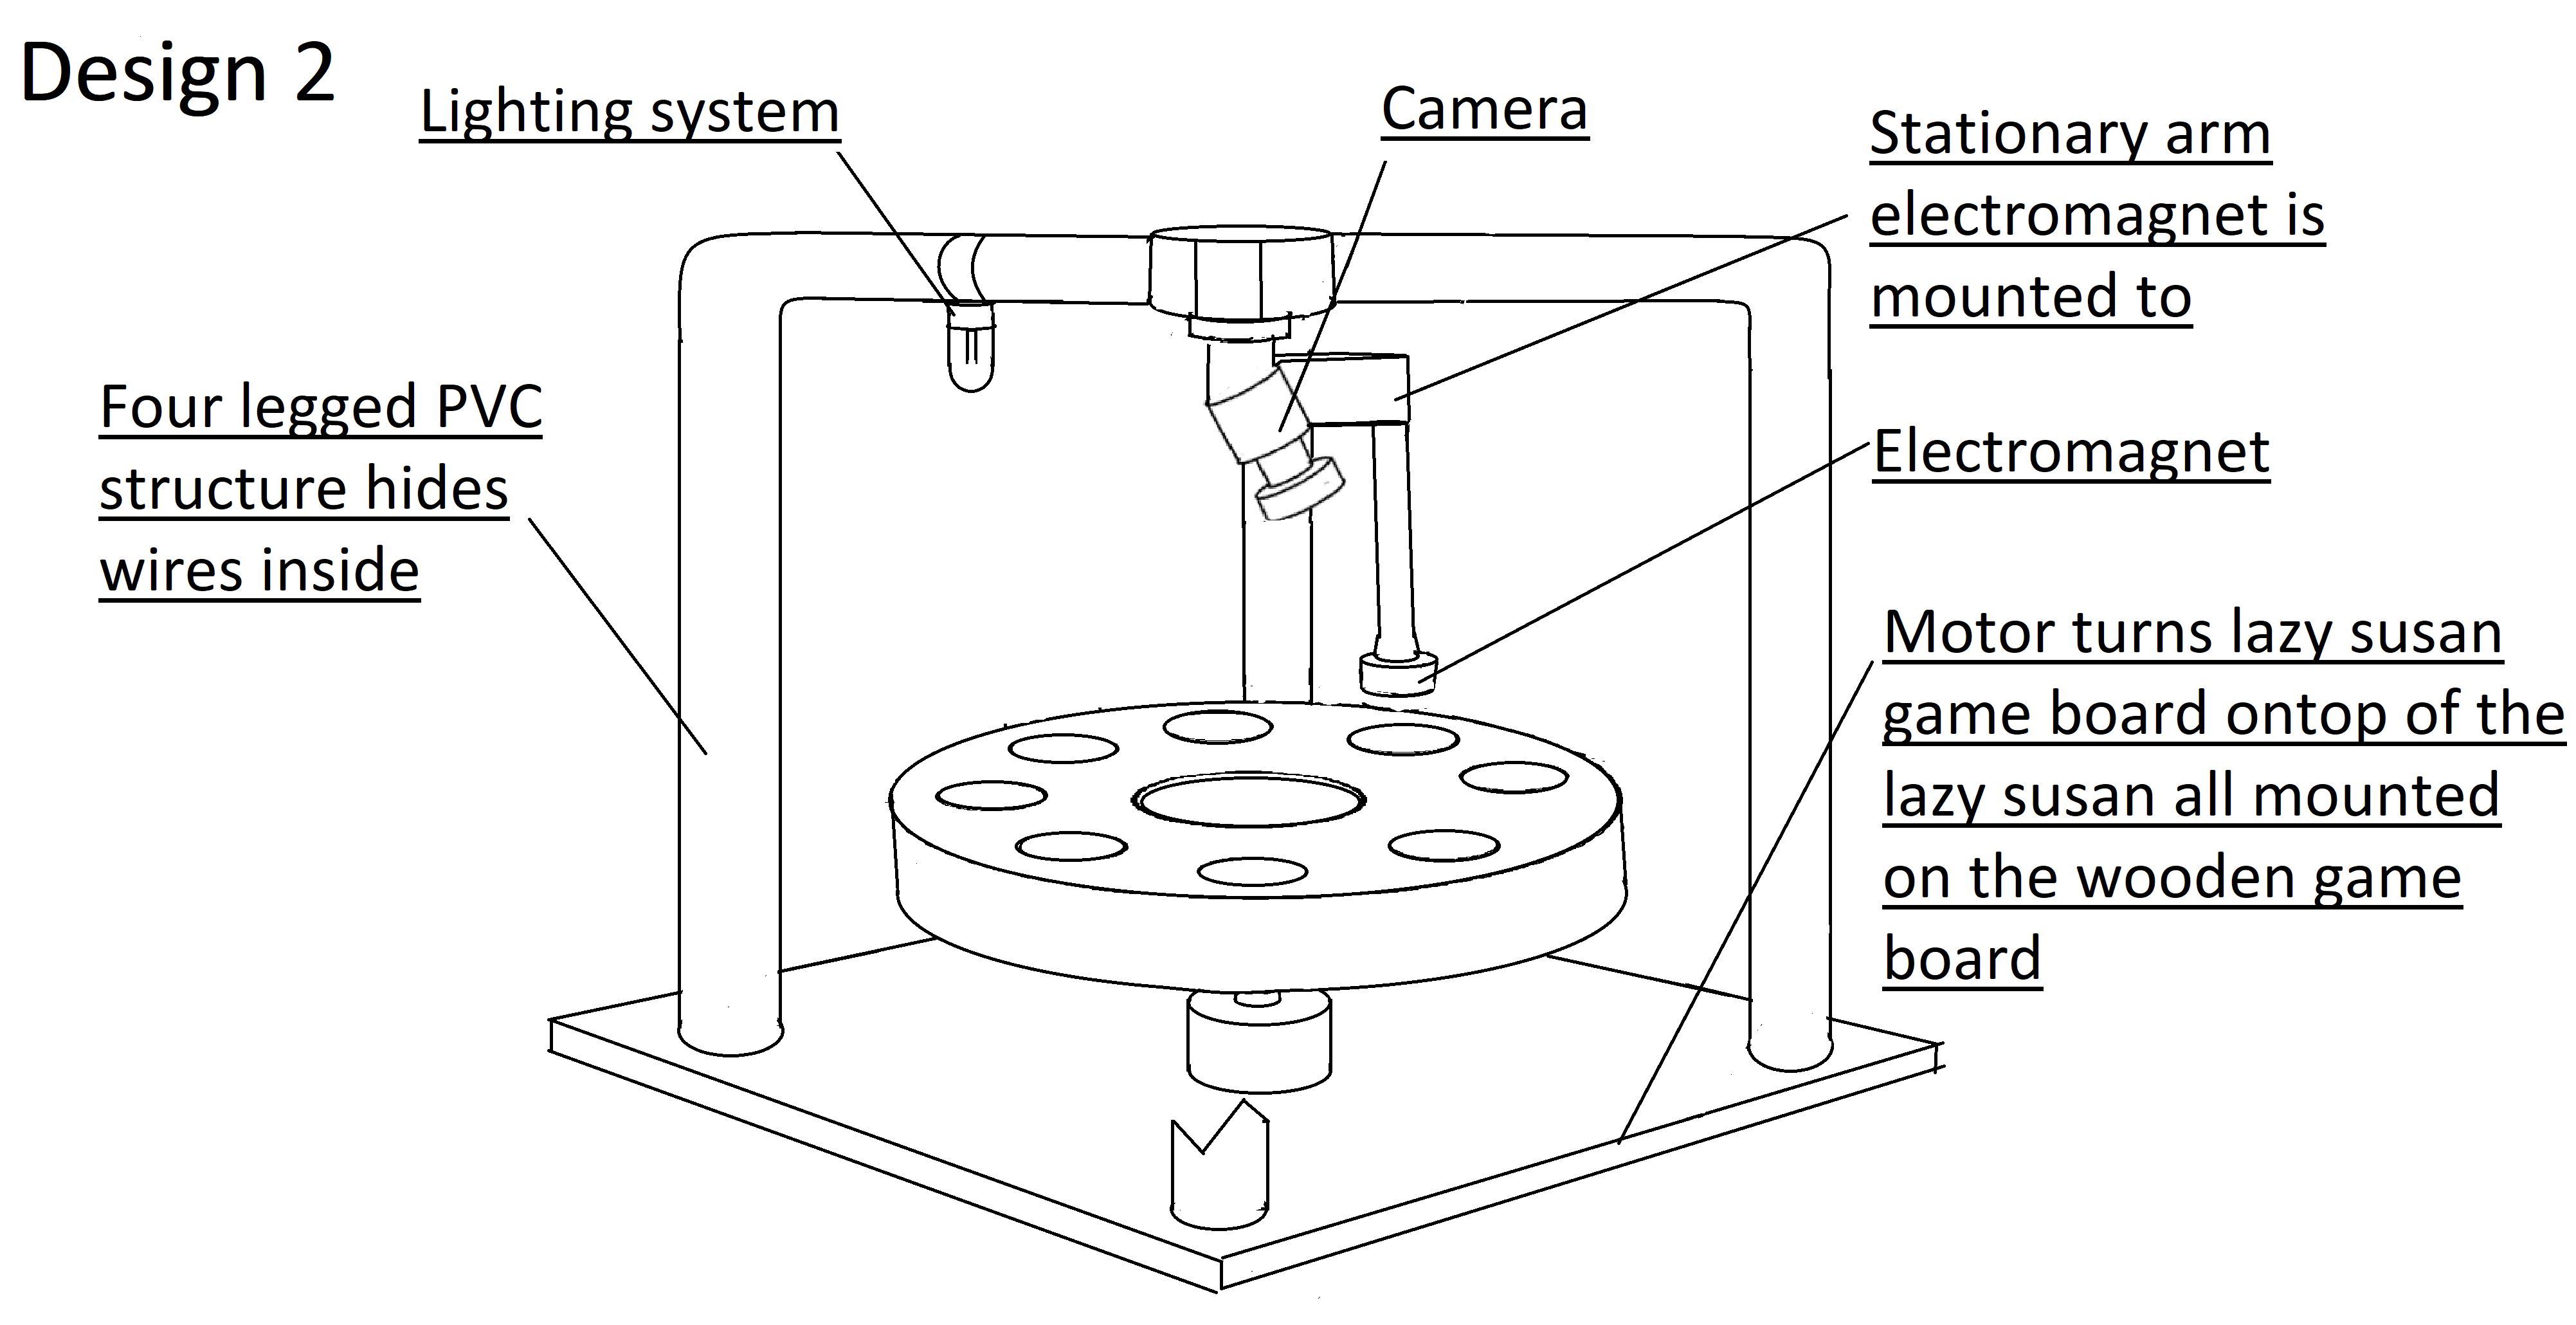 Design 2
Lighting system
Camera
Stationary arm
electromagnet is
mounted to
Four legged PVC
structure hides
wires inside
Electromagnet
Motor turns lazy susan
game board ontop of the
lazy susan all mounted
on the wooden game
board